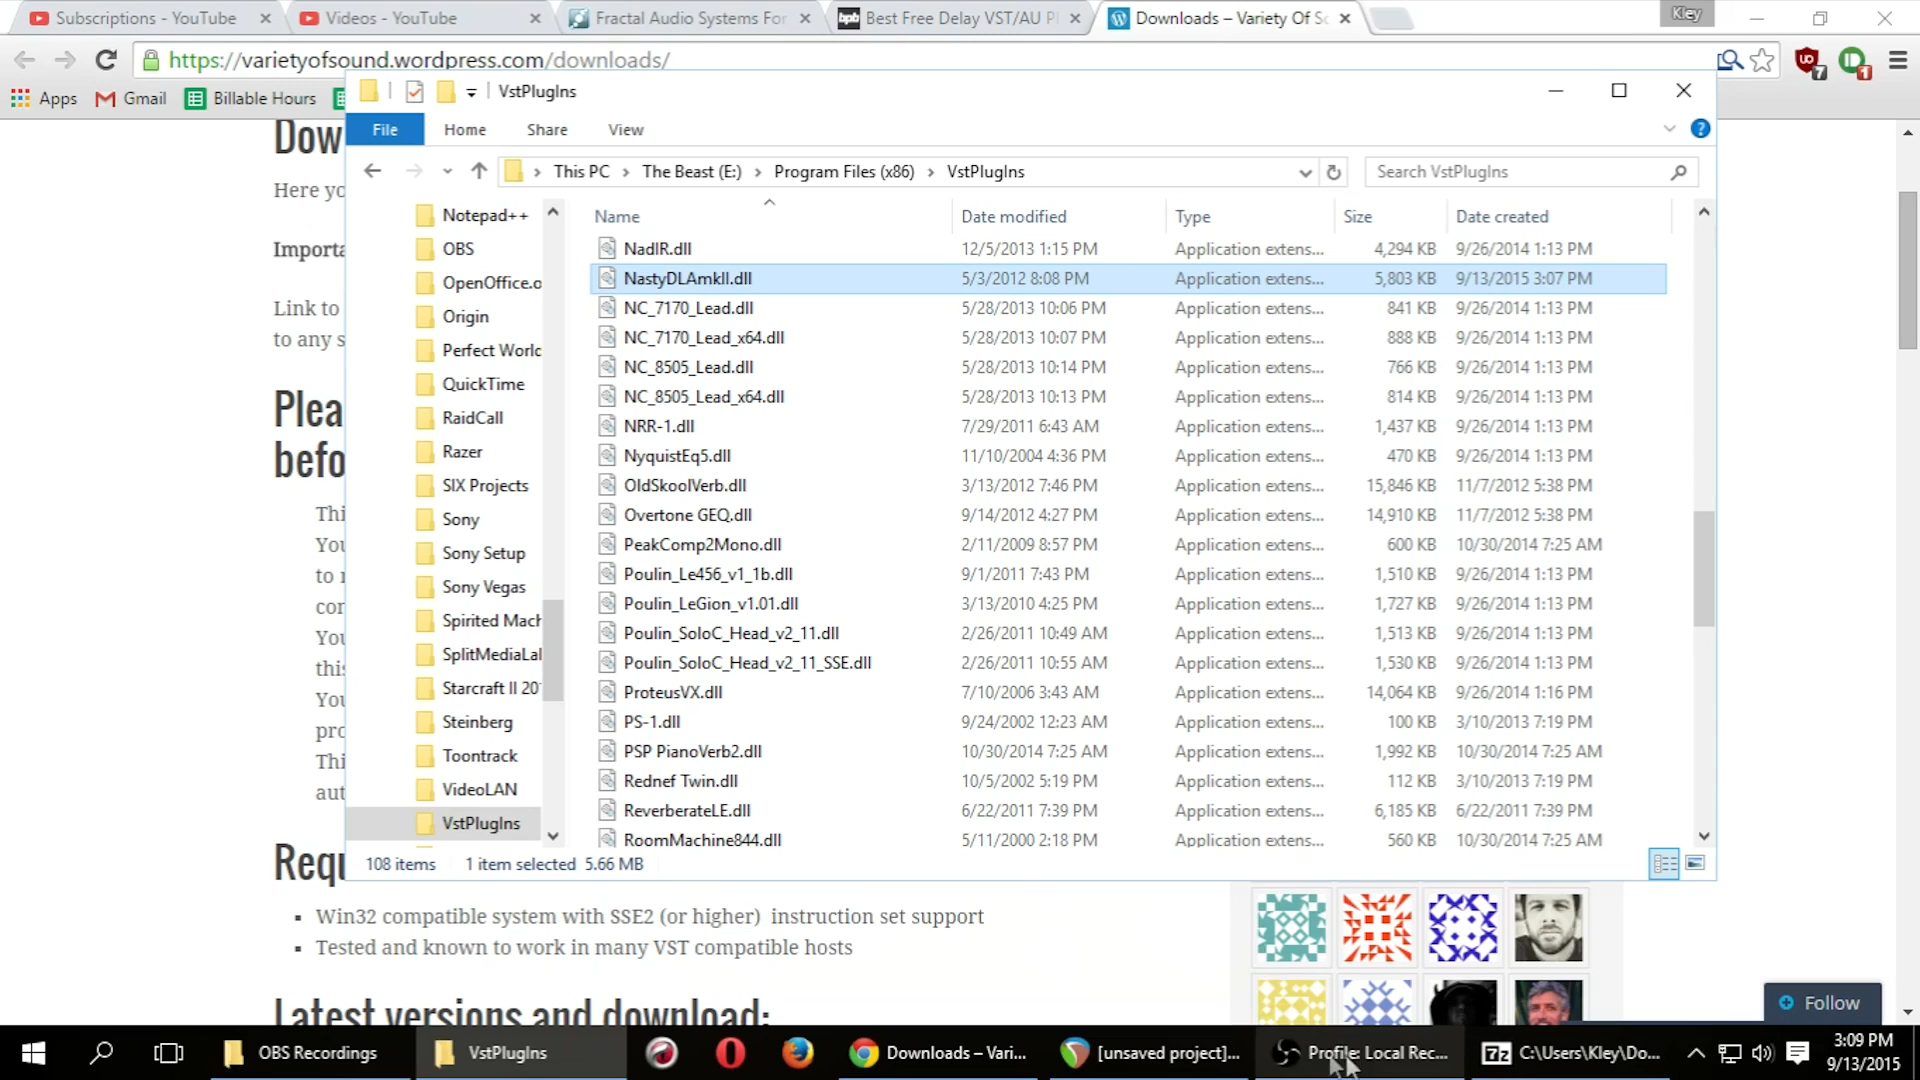 Subscriptions - YouTube
Videos - YouTube
Fractal Audio Systems For
bpb Best Free Delay VST/AU Pl
Downloads – Variety Of So
Kley
https://varietyofsound.wordpress.com/downloads/
7
1
Apps
Gmail
Billable Hours
VstPlugIns
File
Home
Share
View
This PC > The Beast (E:) > Program Files (x86) > VstPlugIns
Search VstPlugIns
Name
Date modified
Type
Size
Date created
Notepad++
OBS
OpenOffice.o
Origin
Perfect World
QuickTime
RaidCall
Razer
SIX Projects
Sony
Sony Setup
Sony Vegas
Spirited Mach
SplitMediaLal
Starcraft II 20
Steinberg
Toontrack
VideoLAN
VstPlugIns
NadIR.dll 12/5/2013 1:15 PM Application extens... 4,294 KB 9/26/2014 1:13 PM
NastyDLAmkII.dll 5/3/2012 8:08 PM Application extens... 5,803 KB 9/13/2015 3:07 PM
NC_7170_Lead.dll 5/28/2013 10:06 PM Application extens... 841 KB 9/26/2014 1:13 PM
NC_7170_Lead_x64.dll 5/28/2013 10:07 PM Application extens... 888 KB 9/26/2014 1:13 PM
NC_8505_Lead.dll 5/28/2013 10:14 PM Application extens... 766 KB 9/26/2014 1:13 PM
NC_8505_Lead_x64.dll 5/28/2013 10:13 PM Application extens... 814 KB 9/26/2014 1:13 PM
NRR-1.dll 7/29/2011 6:43 AM Application extens... 1,437 KB 9/26/2014 1:13 PM
NyquistEq5.dll 11/10/2004 4:36 PM Application extens... 470 KB 9/26/2014 1:13 PM
OldSkoolVerb.dll 3/13/2012 7:46 PM Application extens... 15,846 KB 11/7/2012 5:38 PM
Overtone GEQ.dll 9/14/2012 4:27 PM Application extens... 14,910 KB 11/7/2012 5:38 PM
PeakComp2Mono.dll 2/11/2009 8:57 PM Application extens... 600 KB 10/30/2014 7:25 AM
Poulin_Le456_v1_1b.dll 9/1/2011 7:43 PM Application extens... 1,510 KB 9/26/2014 1:13 PM
Poulin_LeGion_v1.01.dll 3/13/2010 4:25 PM Application extens... 1,727 KB 9/26/2014 1:13 PM
Poulin_SoloC_Head_v2_11.dll 2/26/2011 10:49 AM Application extens... 1,513 KB 9/26/2014 1:13 PM
Poulin_SoloC_Head_v2_11_SSE.dll 2/26/2011 10:55 AM Application extens... 1,530 KB 9/26/2014 1:13 PM
ProteusVX.dll 7/10/2006 3:43 AM Application extens... 14,064 KB 9/26/2014 1:16 PM
PS-1.dll 9/24/2002 12:23 AM Application extens... 100 KB 3/10/2013 7:19 PM
PSP PianoVerb2.dll 10/30/2014 7:25 AM Application extens... 1,992 KB 10/30/2014 7:25 AM
Rednef Twin.dll 10/5/2002 5:19 PM Application extens... 112 KB 3/10/2013 7:19 PM
ReverberateLE.dll 6/22/2011 7:39 PM Application extens... 6,185 KB 6/22/2011 7:39 PM
RoomMachine844.dll 5/11/2000 2:18 PM Application extens... 560 KB 10/30/2014 7:25 AM
108 items
1 item selected 5.66 MB
Dow
Here yo
Importa
Link to
to any s
Plea
befo
Thi
You
to r
con
You
this
You
pro
Thi
aut
Requ
Win32 compatible system with SSE2 (or higher) instruction set support
Tested and known to work in many VST compatible hosts
Latest versions and download:
Follow
OBS Recordings
VstPlugIns
Downloads – Vari...
[unsaved project]...
Profile: Local Rec...
7z C:\Users\Kley\Do...
3:09 PM
9/13/2015